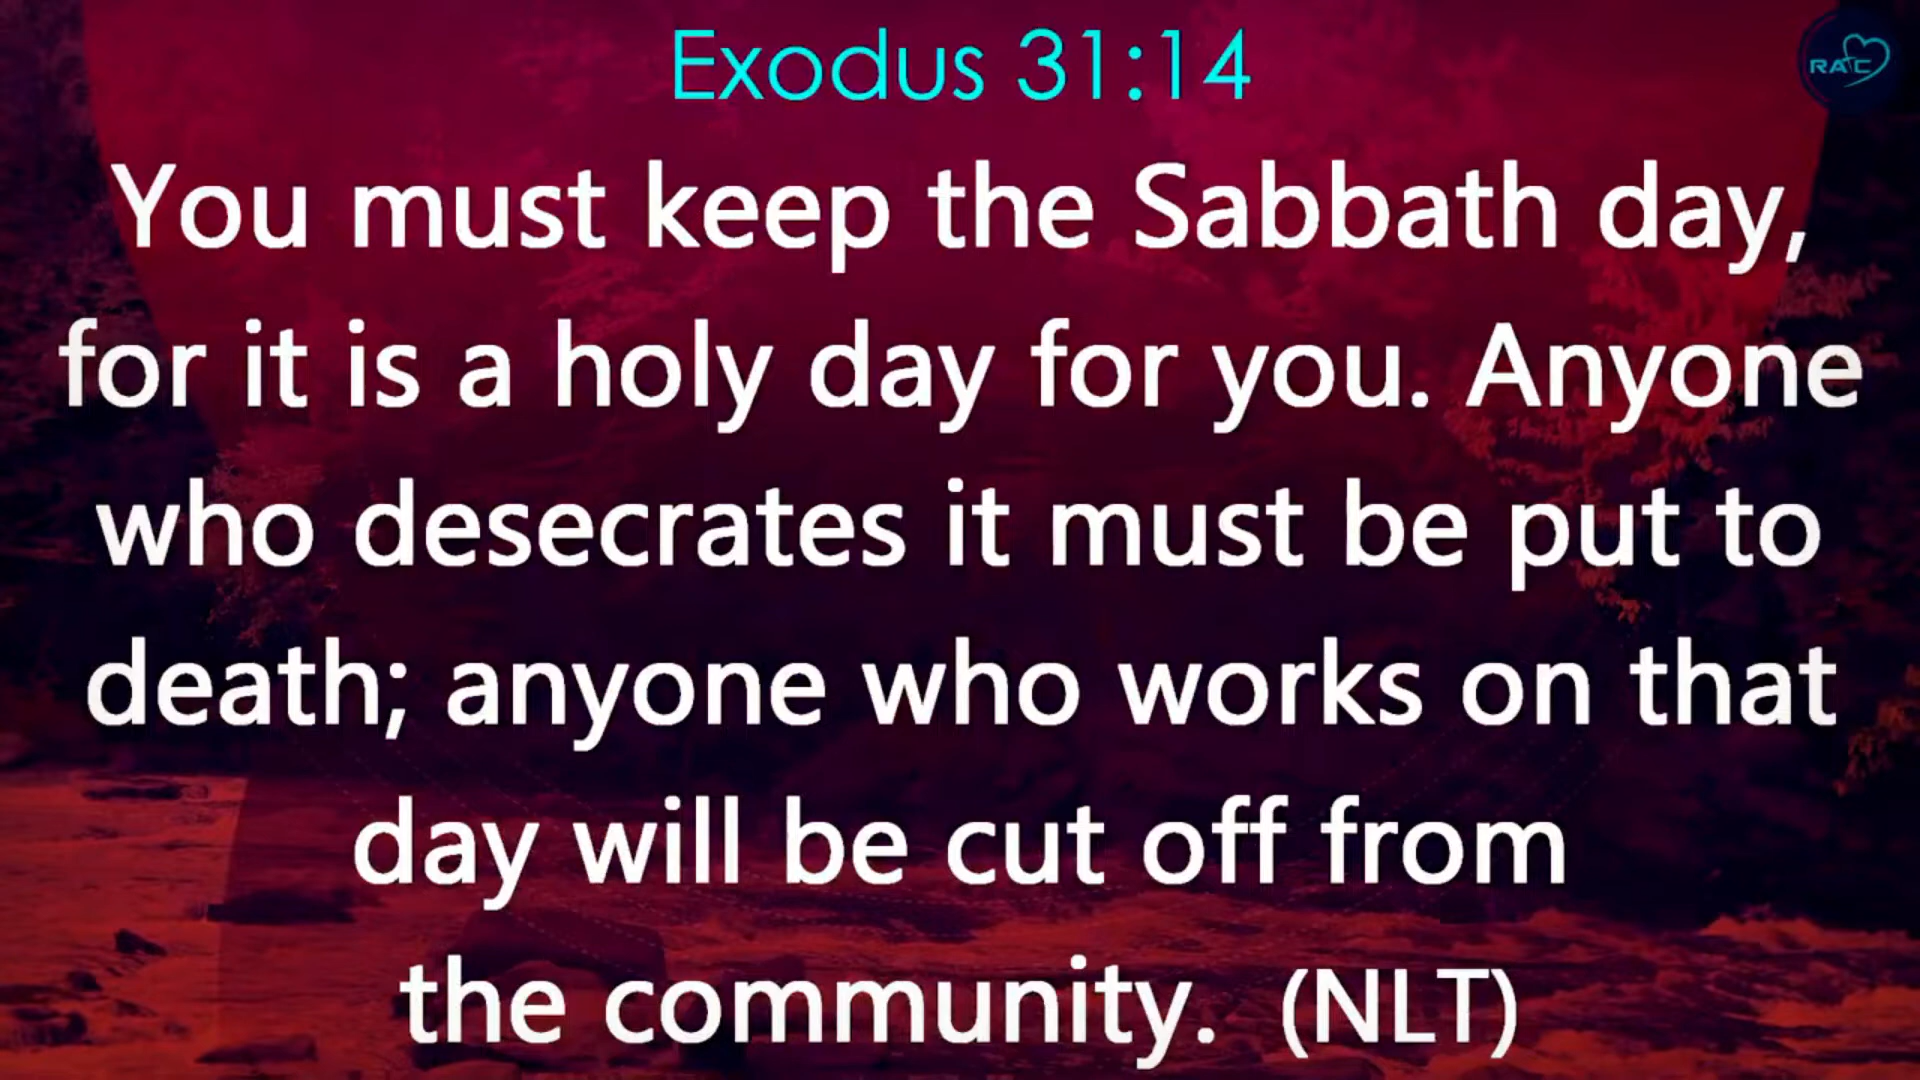 Exodus 31:14
RAC
You must keep the Sabbath day,
for it is a holy day for you. Anyone
who desecrates it must be put to
death; anyone who works on that
day will be cut off from
the community. (NLT)